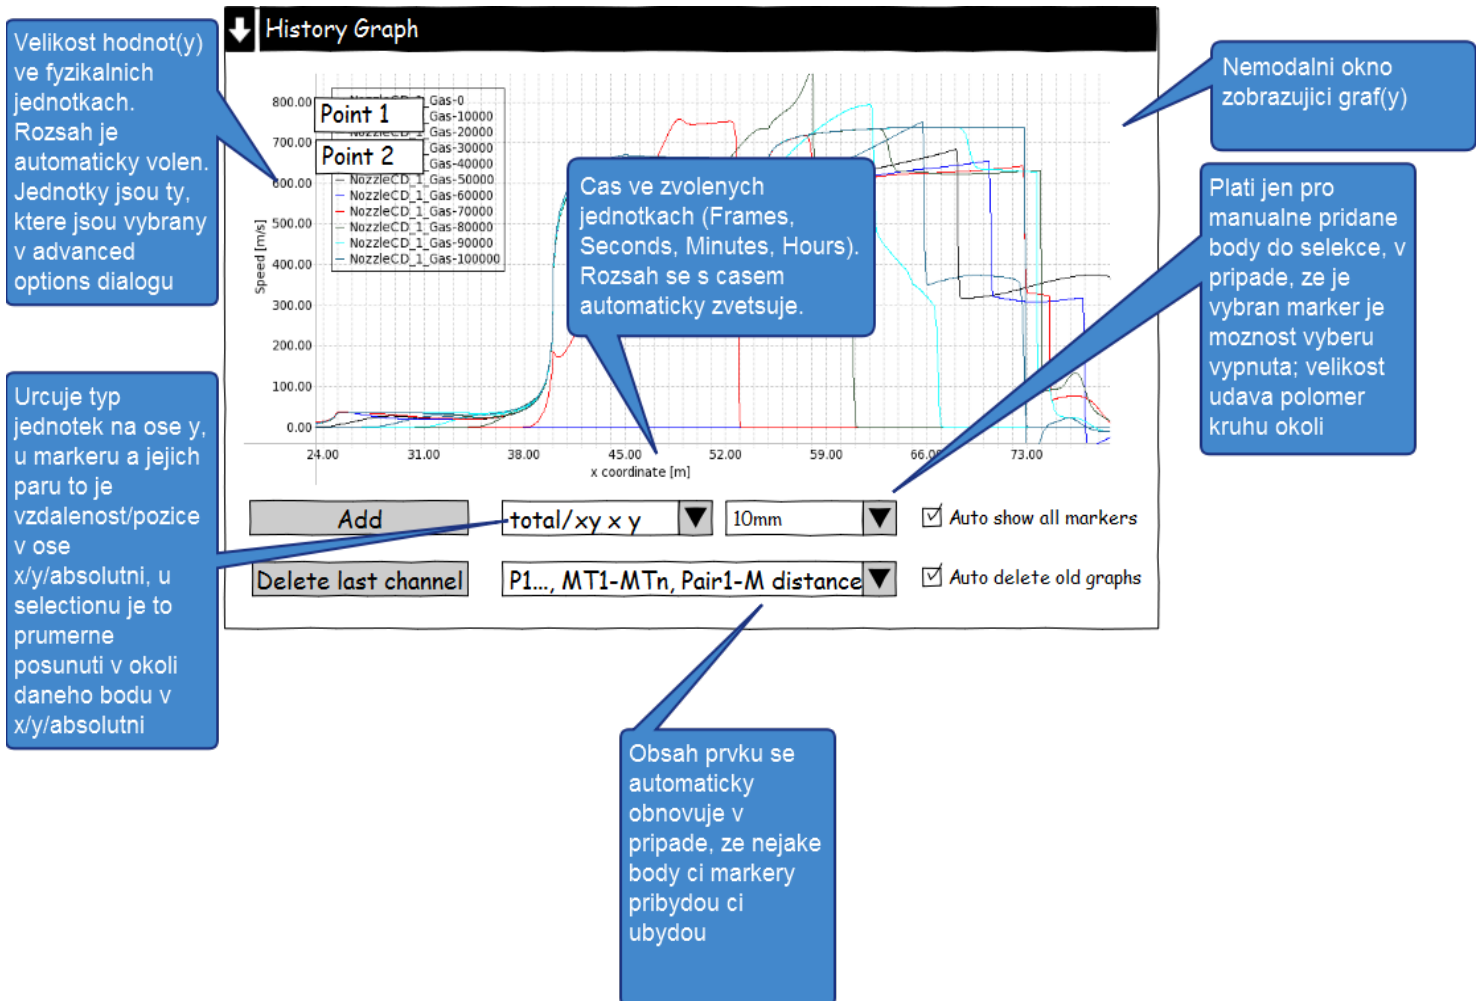 Velikost hodnot(y)
ve fyzikalnich
jednotkach.
Rozsah je
automaticky volen.
Jednotky jsou ty,
ktere jsou vybrany
v advanced
options dialogu
History Graph
Nemodalni okno
zobrazujici graf(y)
800.00
700.00
600.00
500.00
400.00
300.00
200.00
100.00
0.00
Speed [m/s]
Point 1
Point 2
NozzleCD_1_Gas-0
Gas-10000
Gas-20000
Gas-30000
Gas-40000
NozzleCD_1_Gas-50000
NozzleCD_1_Gas-60000
NozzleCD_1_Gas-70000
NozzleCD_1_Gas-80000
NozzleCD_1_Gas-90000
NozzleCD_1_Gas-100000
Cas ve zvolenych
jednotkach (Frames,
Seconds, Minutes, Hours).
Rozsah se s casem
automaticky zvetsuje.
Plati jen pro
manualne pridane
body do selekce, v
pripade, ze je
vybran marker je
moznost vyberu
vypnuta; velikost
udava polomer
kruhu okoli
24.00 31.00 38.00 45.00 52.00 59.00 66.00 73.00
x coordinate [m]
Urcuje typ
jednotek na ose y,
u markeru a jejich
paru to je
vzdalenost/pozice
v ose
x/y/absolutni, u
selectionu je to
prumerne
posunuti v okoli
daneho bodu v
x/y/absolutni
Add
total/xy x y
10mm
Auto show all markers
Delete last channel
P1..., MT1-MTn, Pair1-M distance
Auto delete old graphs
Obsah prvku se
automaticky
obnovuje v
pripade, ze nejake
body ci markery
pribydou ci
ubydou